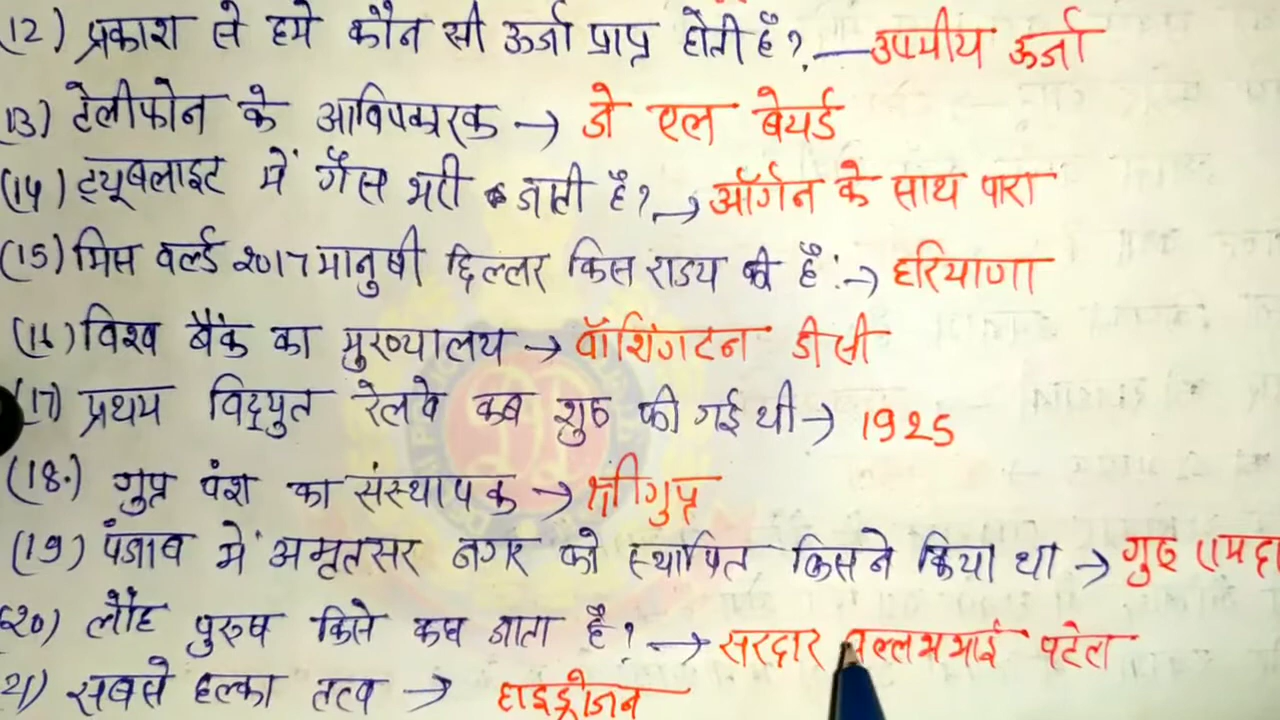 (12) प्रकाश से हमे कौन सी ऊर्जा प्राप्त होती है? — उष्मीय ऊर्जा
(13) टेलीफोन के आविष्कारक → जे एल बेयर्ड
(14) ट्यूबलाइट में गैस भरी जाती है? → ऑर्गन के साथ पारा
(15) मिस वर्ल्ड 2017 मानुषी छिल्लर किस राज्य की है :→ हरियाणा
(16) विश्व बैंक का मुख्यालय → वॉशिंगटन डीसी
(17) प्रथम विद्युत रेलवे कब शुरु की गई थी → 1925
(18.) गुप्त वंश का संस्थापक → श्रीगुप्त
(19) पंजाब में अमृतसर नगर को स्थापित किसने किया था → गुरु रामदा
(20) लौह पुरुष किसे कहा जाता है? → सरदार वल्लभभाई पटेल
21) सबसे हल्का तत्व → हाइड्रोजन